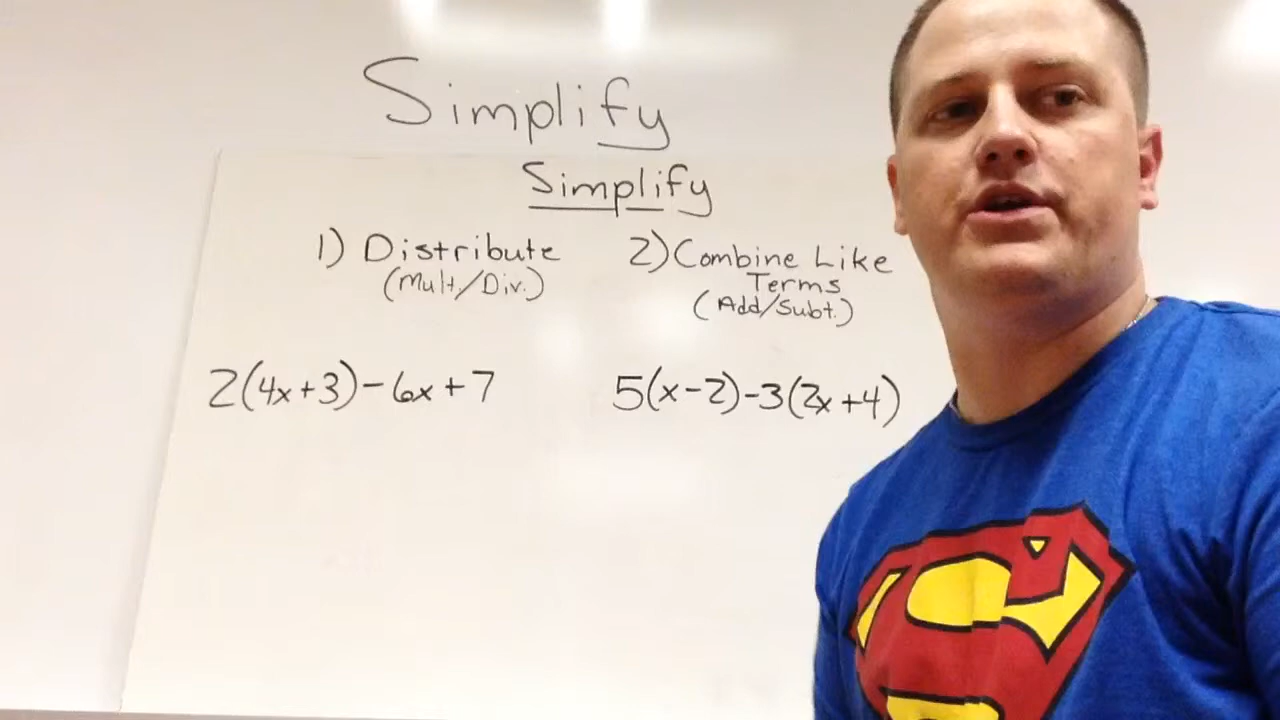 Simplify
Simplify
1) Distribute
(Mult./Div.)
2) Combine Like
Terms
(Add/Subt.)
2(4x+3)-6x+7
5(x-2)-3(2x+4)